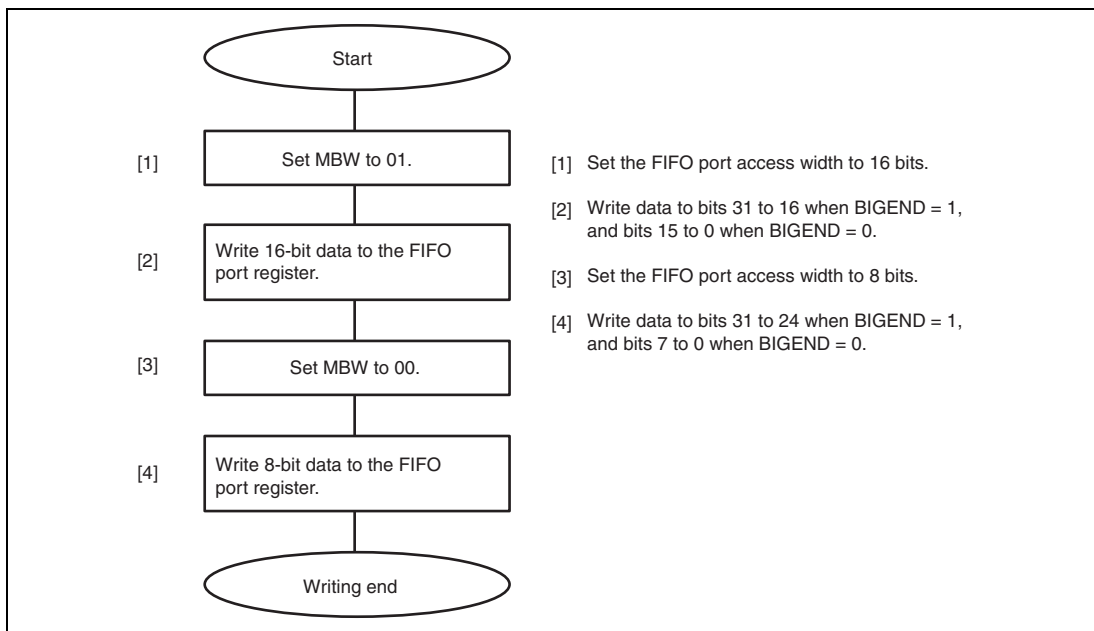 Start
[1] Set MBW to 01.
[2] Write 16-bit data to the FIFO
port register.
[3] Set MBW to 00.
[4] Write 8-bit data to the FIFO
port register.
Writing end
[1] Set the FIFO port access width to 16 bits.
[2] Write data to bits 31 to 16 when BIGEND = 1,
and bits 15 to 0 when BIGEND = 0.
[3] Set the FIFO port access width to 8 bits.
[4] Write data to bits 31 to 24 when BIGEND = 1,
and bits 7 to 0 when BIGEND = 0.